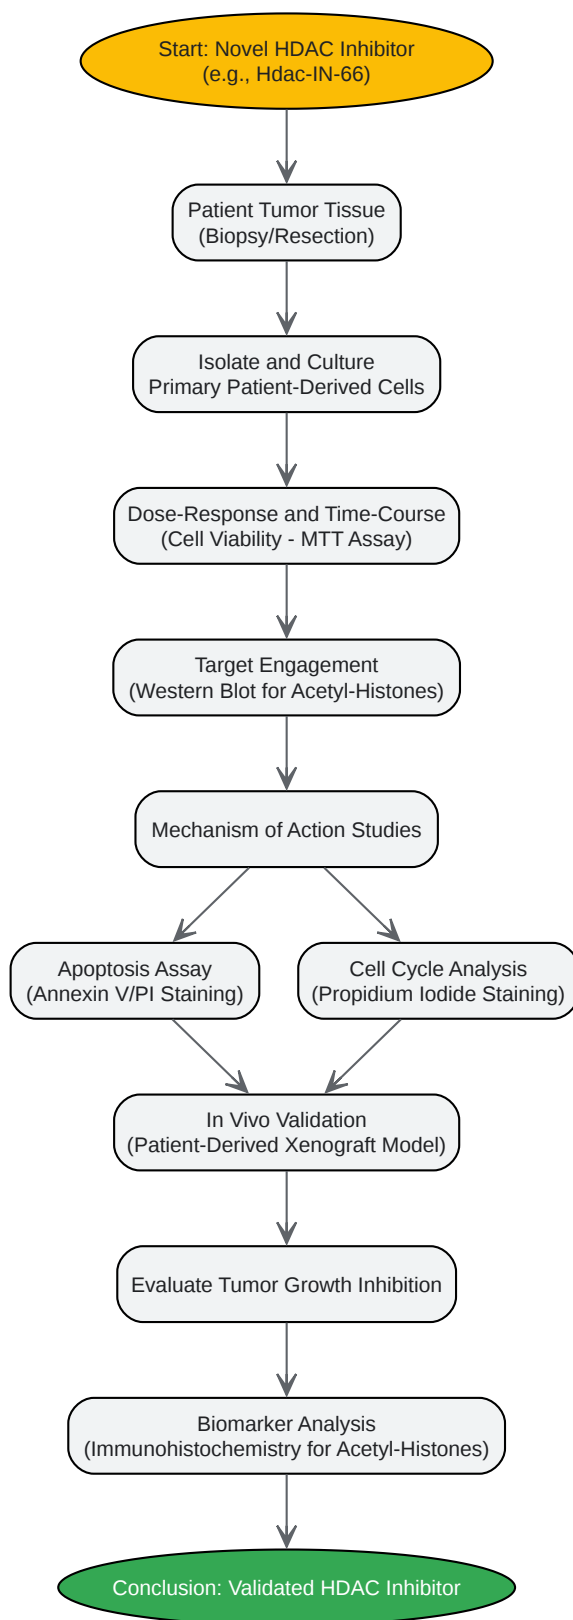 Start: Novel HDAC Inhibitor
(e.g., Hdac-IN-66)
Patient Tumor Tissue
(Biopsy/Resection)
Isolate and Culture
Primary Patient-Derived Cells
Dose-Response and Time-Course
(Cell Viability - MTT Assay)
Target Engagement
(Western Blot for Acetyl-Histones)
Mechanism of Action Studies
Apoptosis Assay
(Annexin V/PI Staining)
Cell Cycle Analysis
(Propidium Iodide Staining)
In Vivo Validation
(Patient-Derived Xenograft Model)
Evaluate Tumor Growth Inhibition
Biomarker Analysis
(Immunohistochemistry for Acetyl-Histones)
Conclusion: Validated HDAC Inhibitor